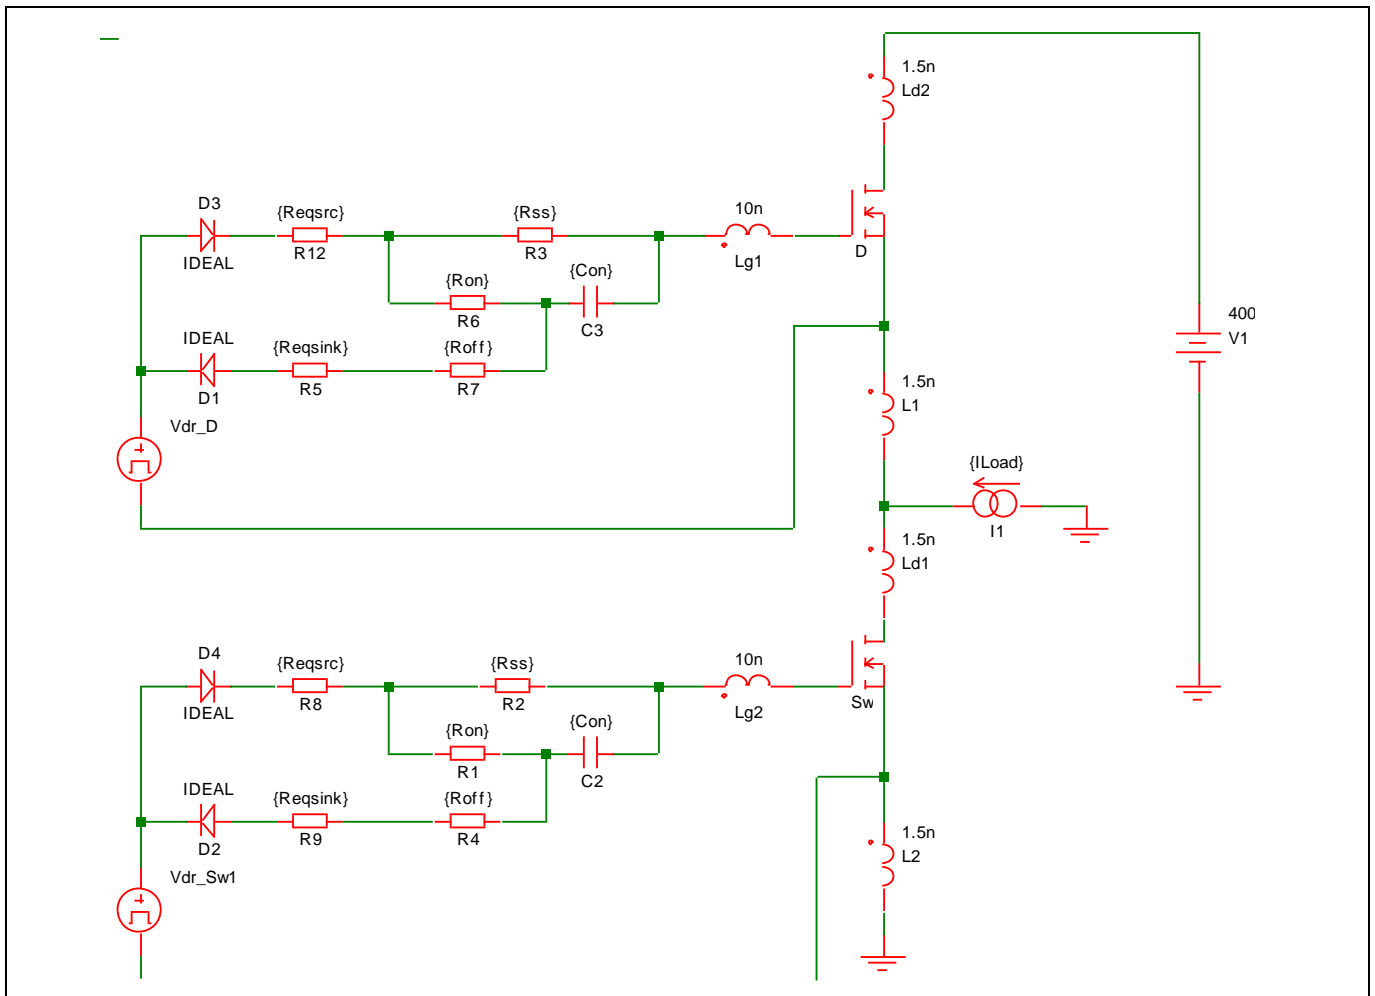 1.5n
Ld2
D3
{Reqsrc}
{Rss}
10n
IDEAL
R12
R3
Lg1
D
{Ron}
{Con}
R6
C3
400
V1
IDEAL
{Reqsink}
{Roff}
D1
R5
R7
1.5n
L1
Vdr_D
{ILoad}
I1
1.5n
Ld1
D4
{Reqsrc}
{Rss}
10n
IDEAL
R8
R2
Lg2
Sw
{Ron}
{Con}
R1
C2
IDEAL
{Reqsink}
{Roff}
D2
R9
R4
1.5n
L2
Vdr_Sw1